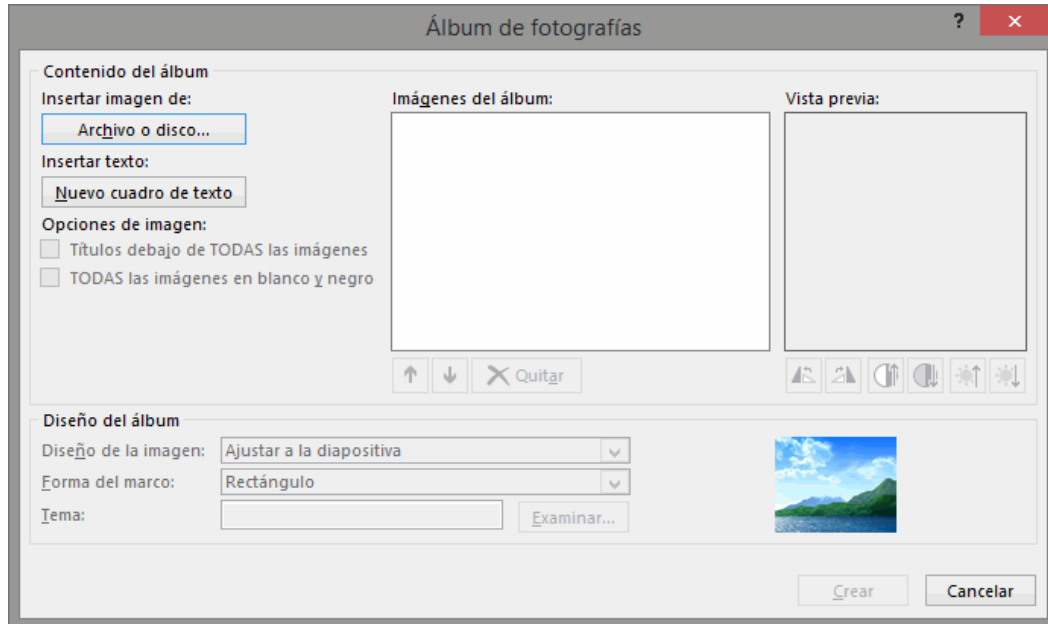 Álbum de fotografías
?
Contenido del álbum
Insertar imagen de:
Archivo o disco...
Insertar texto:
Nuevo cuadro de texto
Opciones de imagen:
Títulos debajo de TODAS las imágenes
TODAS las imágenes en blanco y negro
Imágenes del álbum:
Quitar
Vista previa:
Diseño del álbum
Diseño de la imagen: Ajustar a la diapositiva
Forma del marco: Rectángulo
Tema: Examinar...
Crear Cancelar